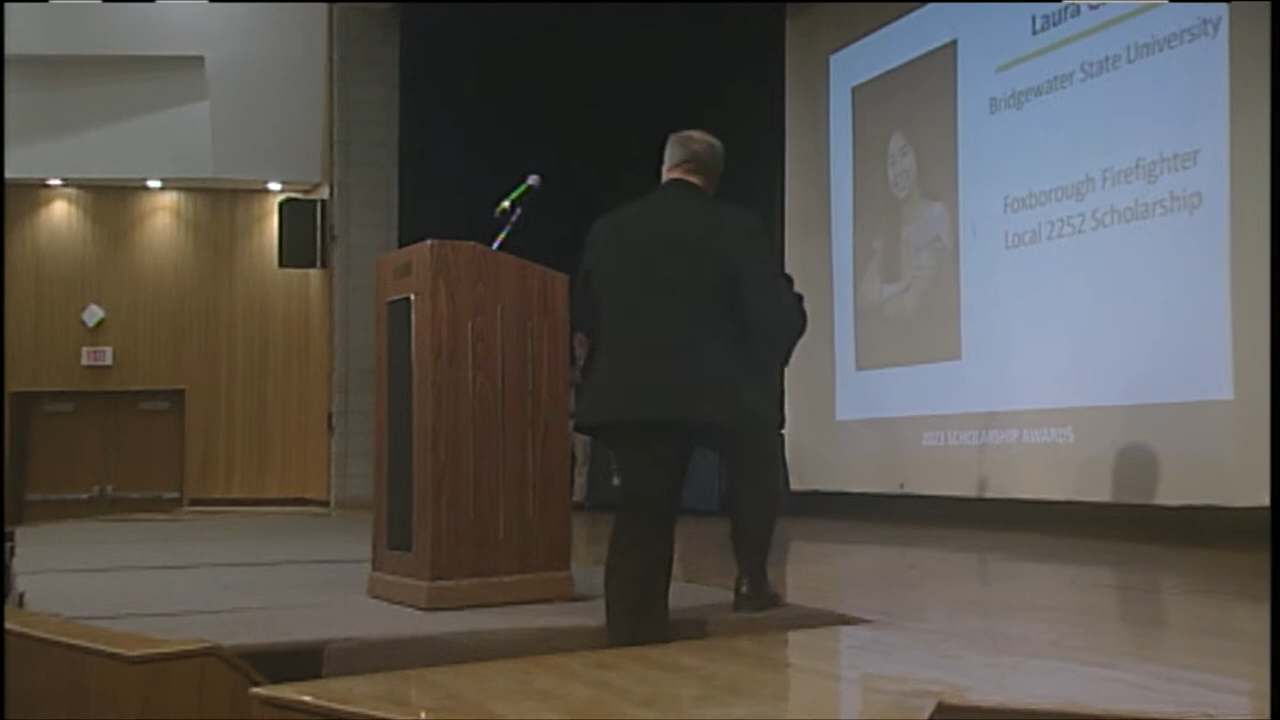 Laura
Bridgewater State University
Foxborough Firefighter
Local 2252 Scholarship
2023 SCHOLARSHIP AWARDS
EXIT